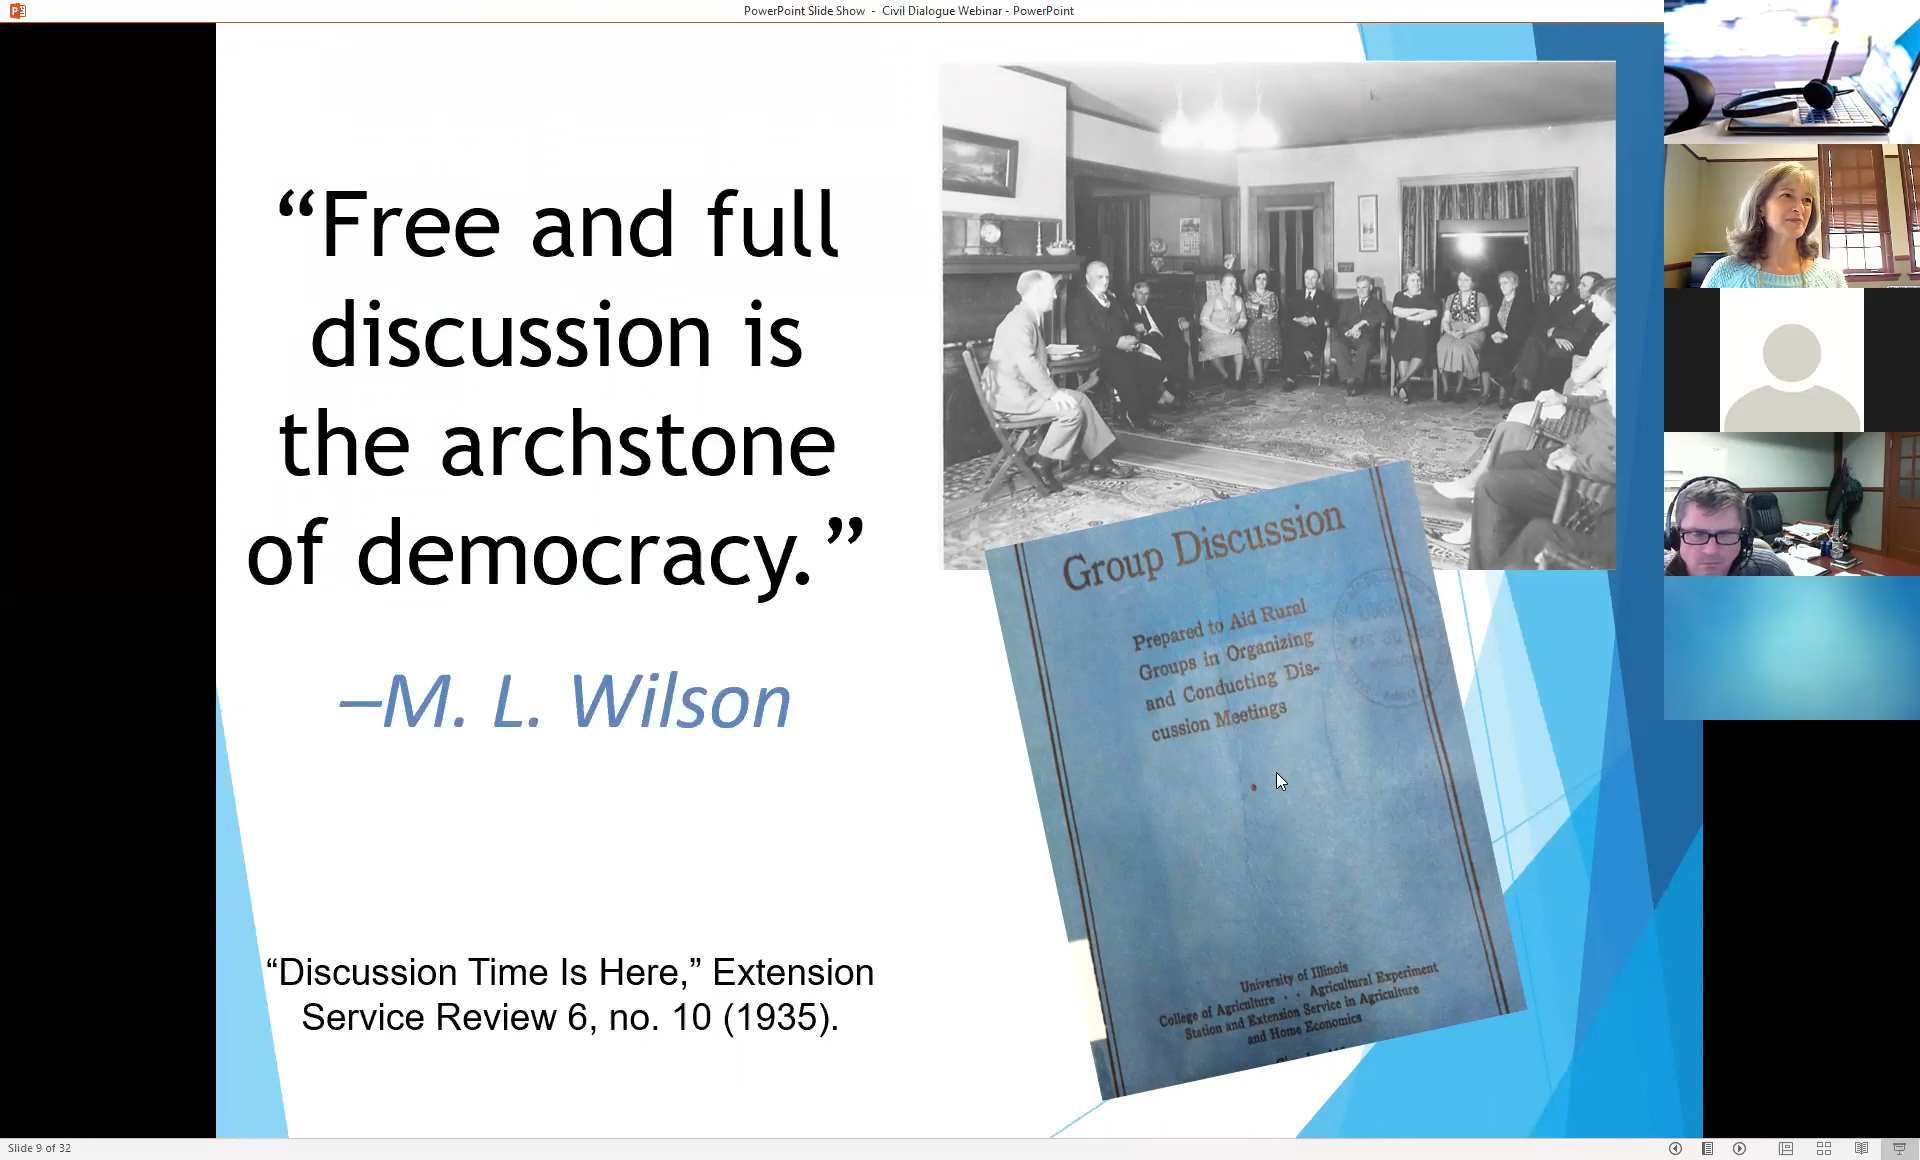 PowerPoint Slide Show - Civil Dialogue Webinar - PowerPoint
“Free and full
discussion is
the archstone
of democracy.”
–M. L. Wilson
“Discussion Time Is Here,” Extension
Service Review 6, no. 10 (1935).
Group Discussion
Prepared to Aid Rural
Groups in Organizing
and Conducting Dis-
cussion Meetings
University of Illinois
College of Agriculture . . Agricultural Experiment
Station and Extension Service in Agriculture
and Home Economics
Slide 9 of 32